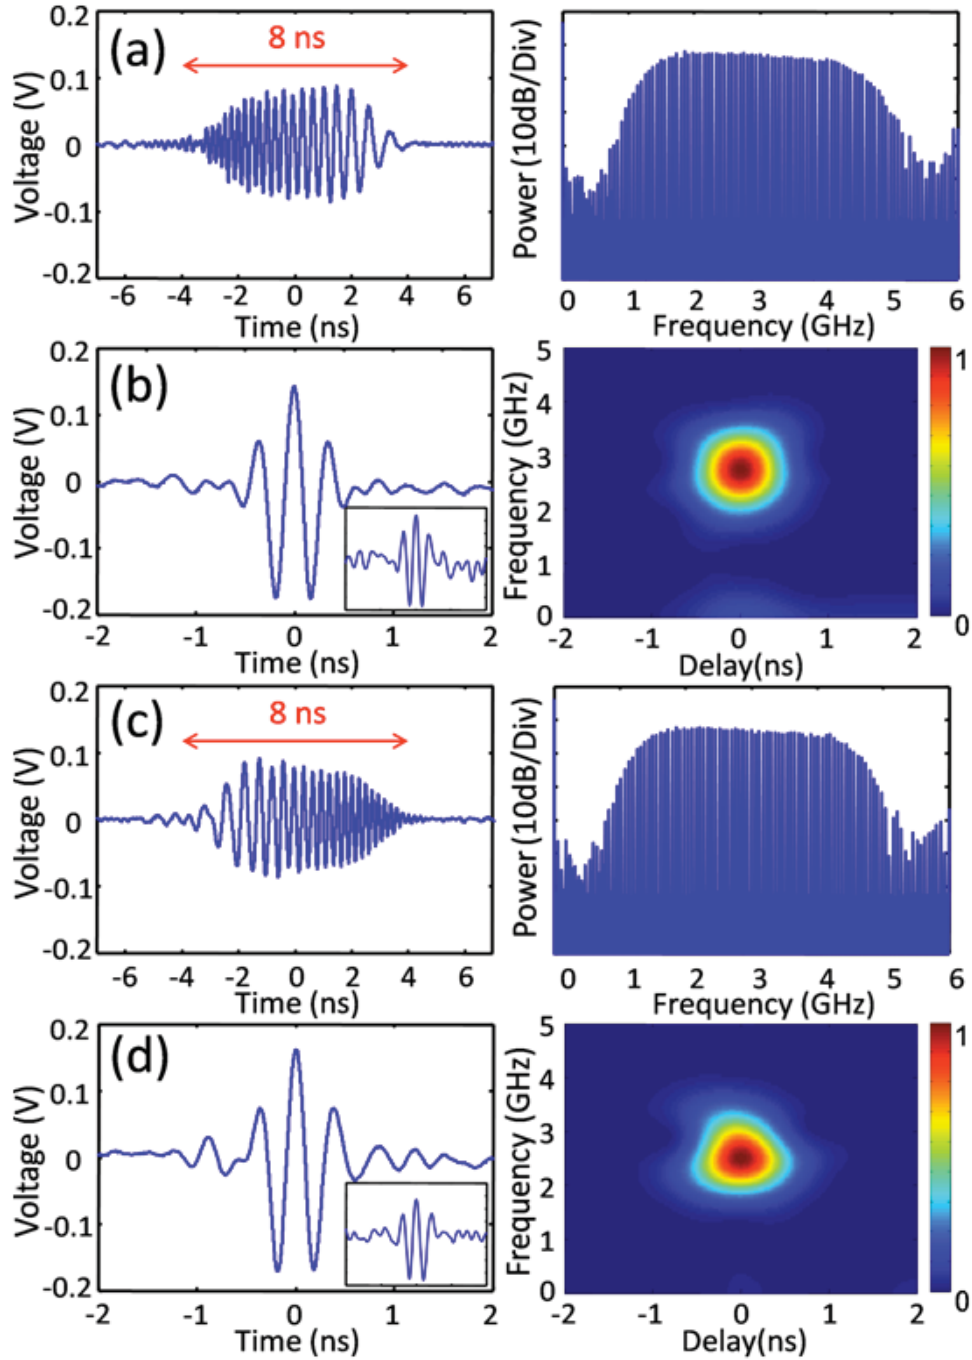 (a)
8 ns
Voltage (V)
0.2
0.1
0
-0.1
-0.2
-6 -4 -2 0 2 4 6
Time (ns)
Power (10dB/Div)
0 1 2 3 4 5 6
Frequency (GHz)
(b)
Voltage (V)
0.2
0.1
0
-0.1
-0.2
-2 -1 0 1 2
Time (ns)
Frequency (GHz)
5
4
3
2
1
0
-2 -1 0 1 2
Delay(ns)
1
0
(c)
8 ns
Voltage (V)
0.2
0.1
0
-0.1
-0.2
-6 -4 -2 0 2 4 6
Time (ns)
Power (10dB/Div)
0 1 2 3 4 5 6
Frequency (GHz)
(d)
Voltage (V)
0.2
0.1
0
-0.1
-0.2
-2 -1 0 1 2
Time (ns)
Frequency (GHz)
5
4
3
2
1
0
-2 -1 0 1 2
Delay(ns)
1
0